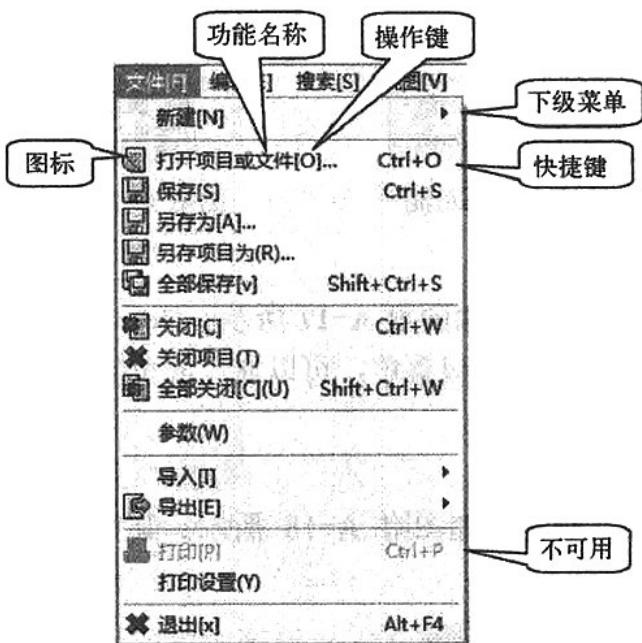 功能名称 操作键
文件[F] 搜索[S] 图[V]
新建[N]
下级菜单
图标
打开项目或文件[O]... Ctrl+O
快捷键
保存[S] Ctrl+S
另存为[A]...
另存项目为(R)...
全部保存[v] Shift+Ctrl+S
关闭[C] Ctrl+W
关闭项目(T)
全部关闭[C](U) Shift+Ctrl+W
参数(W)
导入[I]
导出[E]
打印[P] Ctrl+P
不可用
打印设置(Y)
退出[x] Alt+F4